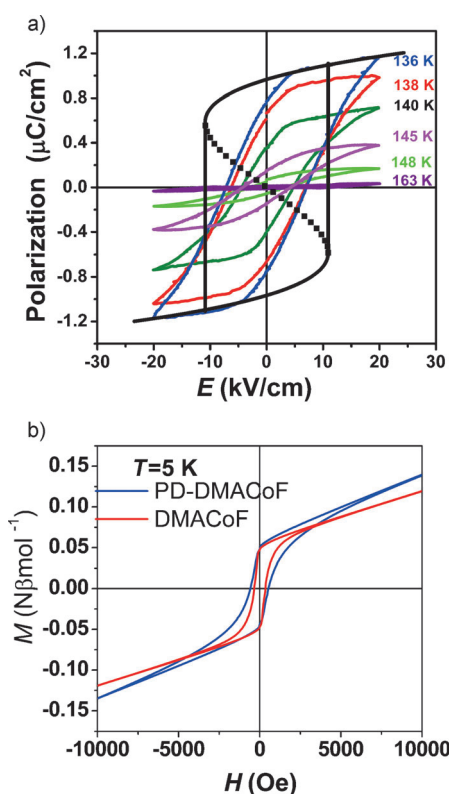 a)
Polarization (μC/cm²)
1.2
0.8
0.4
0.0
-0.4
-0.8
-1.2
136 K
138 K
140 K
145 K
148 K
163 K
-30 -20 -10 0 10 20 30
E (kV/cm)
b)
M (Nβmol⁻¹)
0.15
0.10
0.05
0.00
-0.05
-0.10
-0.15
T=5 K
PD-DMACoF
DMACoF
-10000 -5000 0 5000 10000
H (Oe)